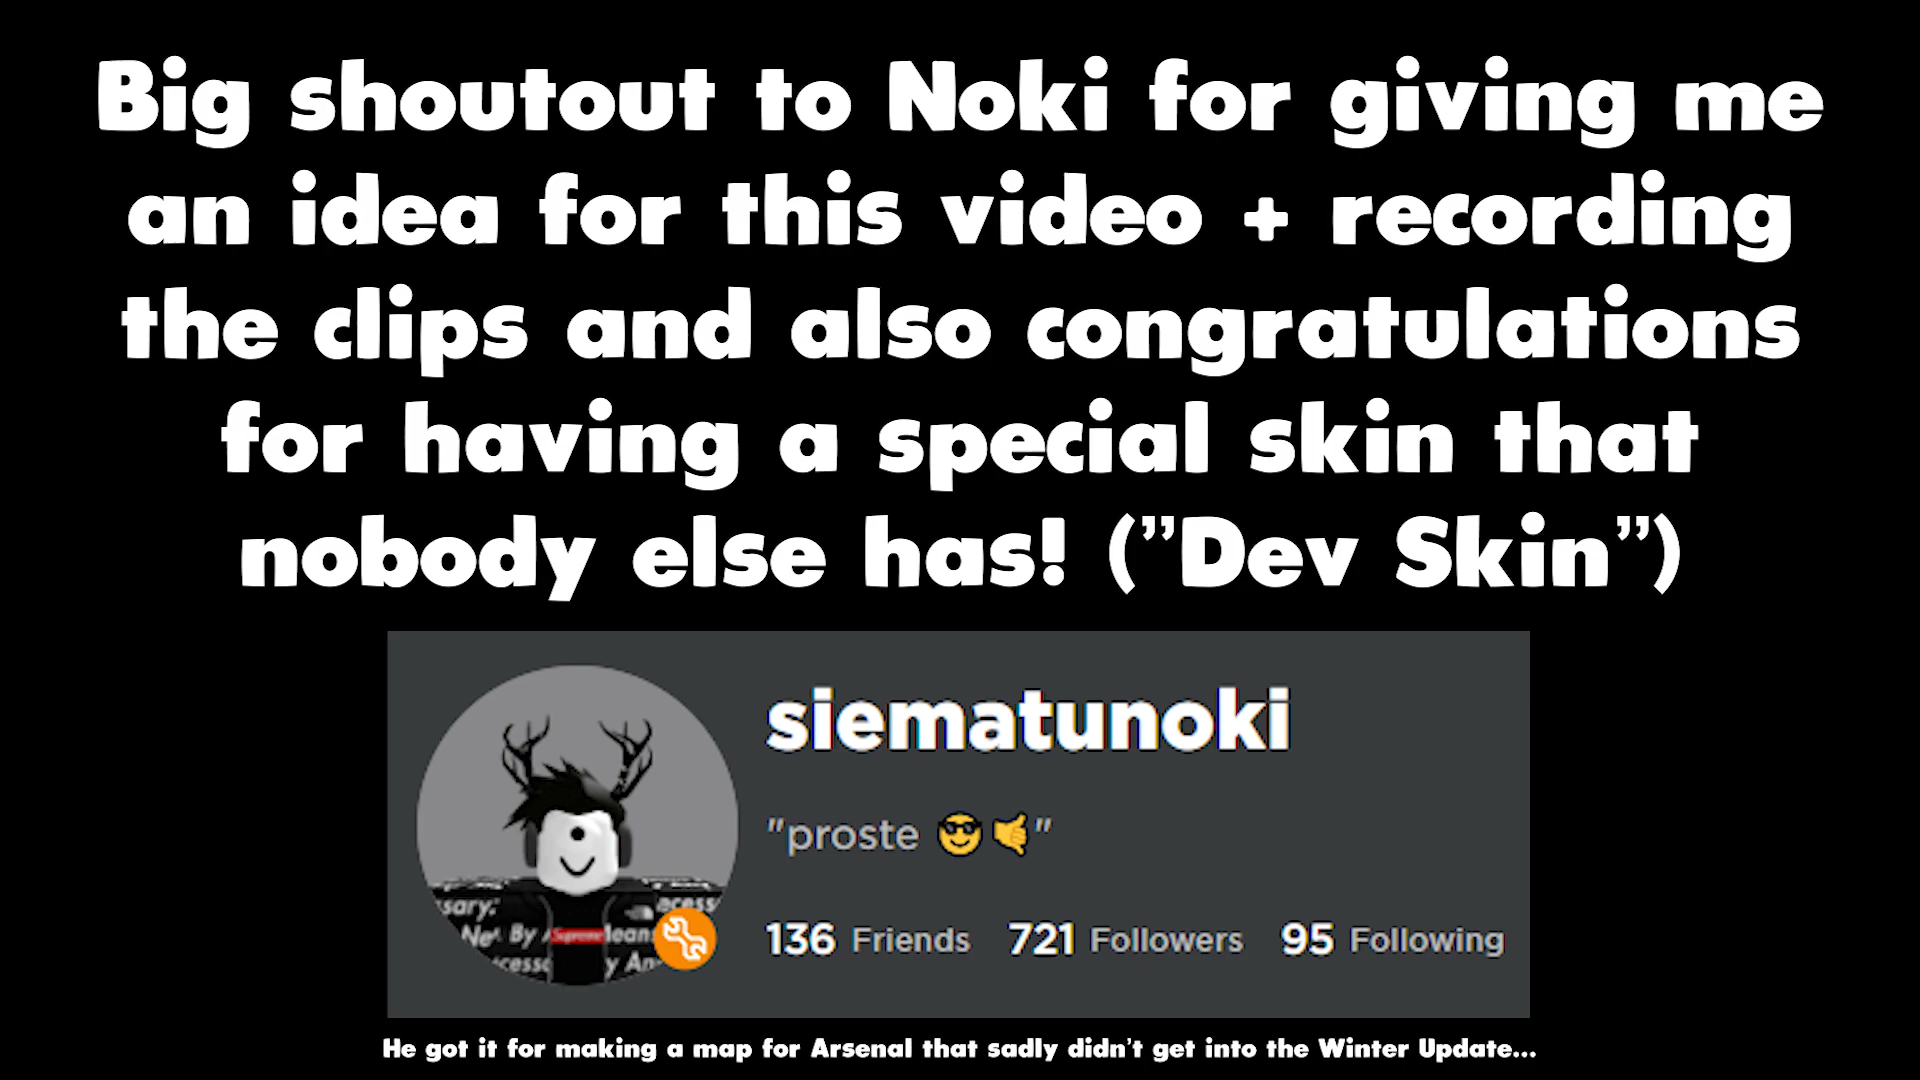 Big shoutout to Noki for giving me
an idea for this video + recording
the clips and also congratulations
for having a special skin that
nobody else has! (”Dev Skin”)
siematunoki
"proste 😎🤙"
136 Friends 721 Followers 95 Following
Supreme
He got it for making a map for Arsenal that sadly didn't get into the Winter Update...